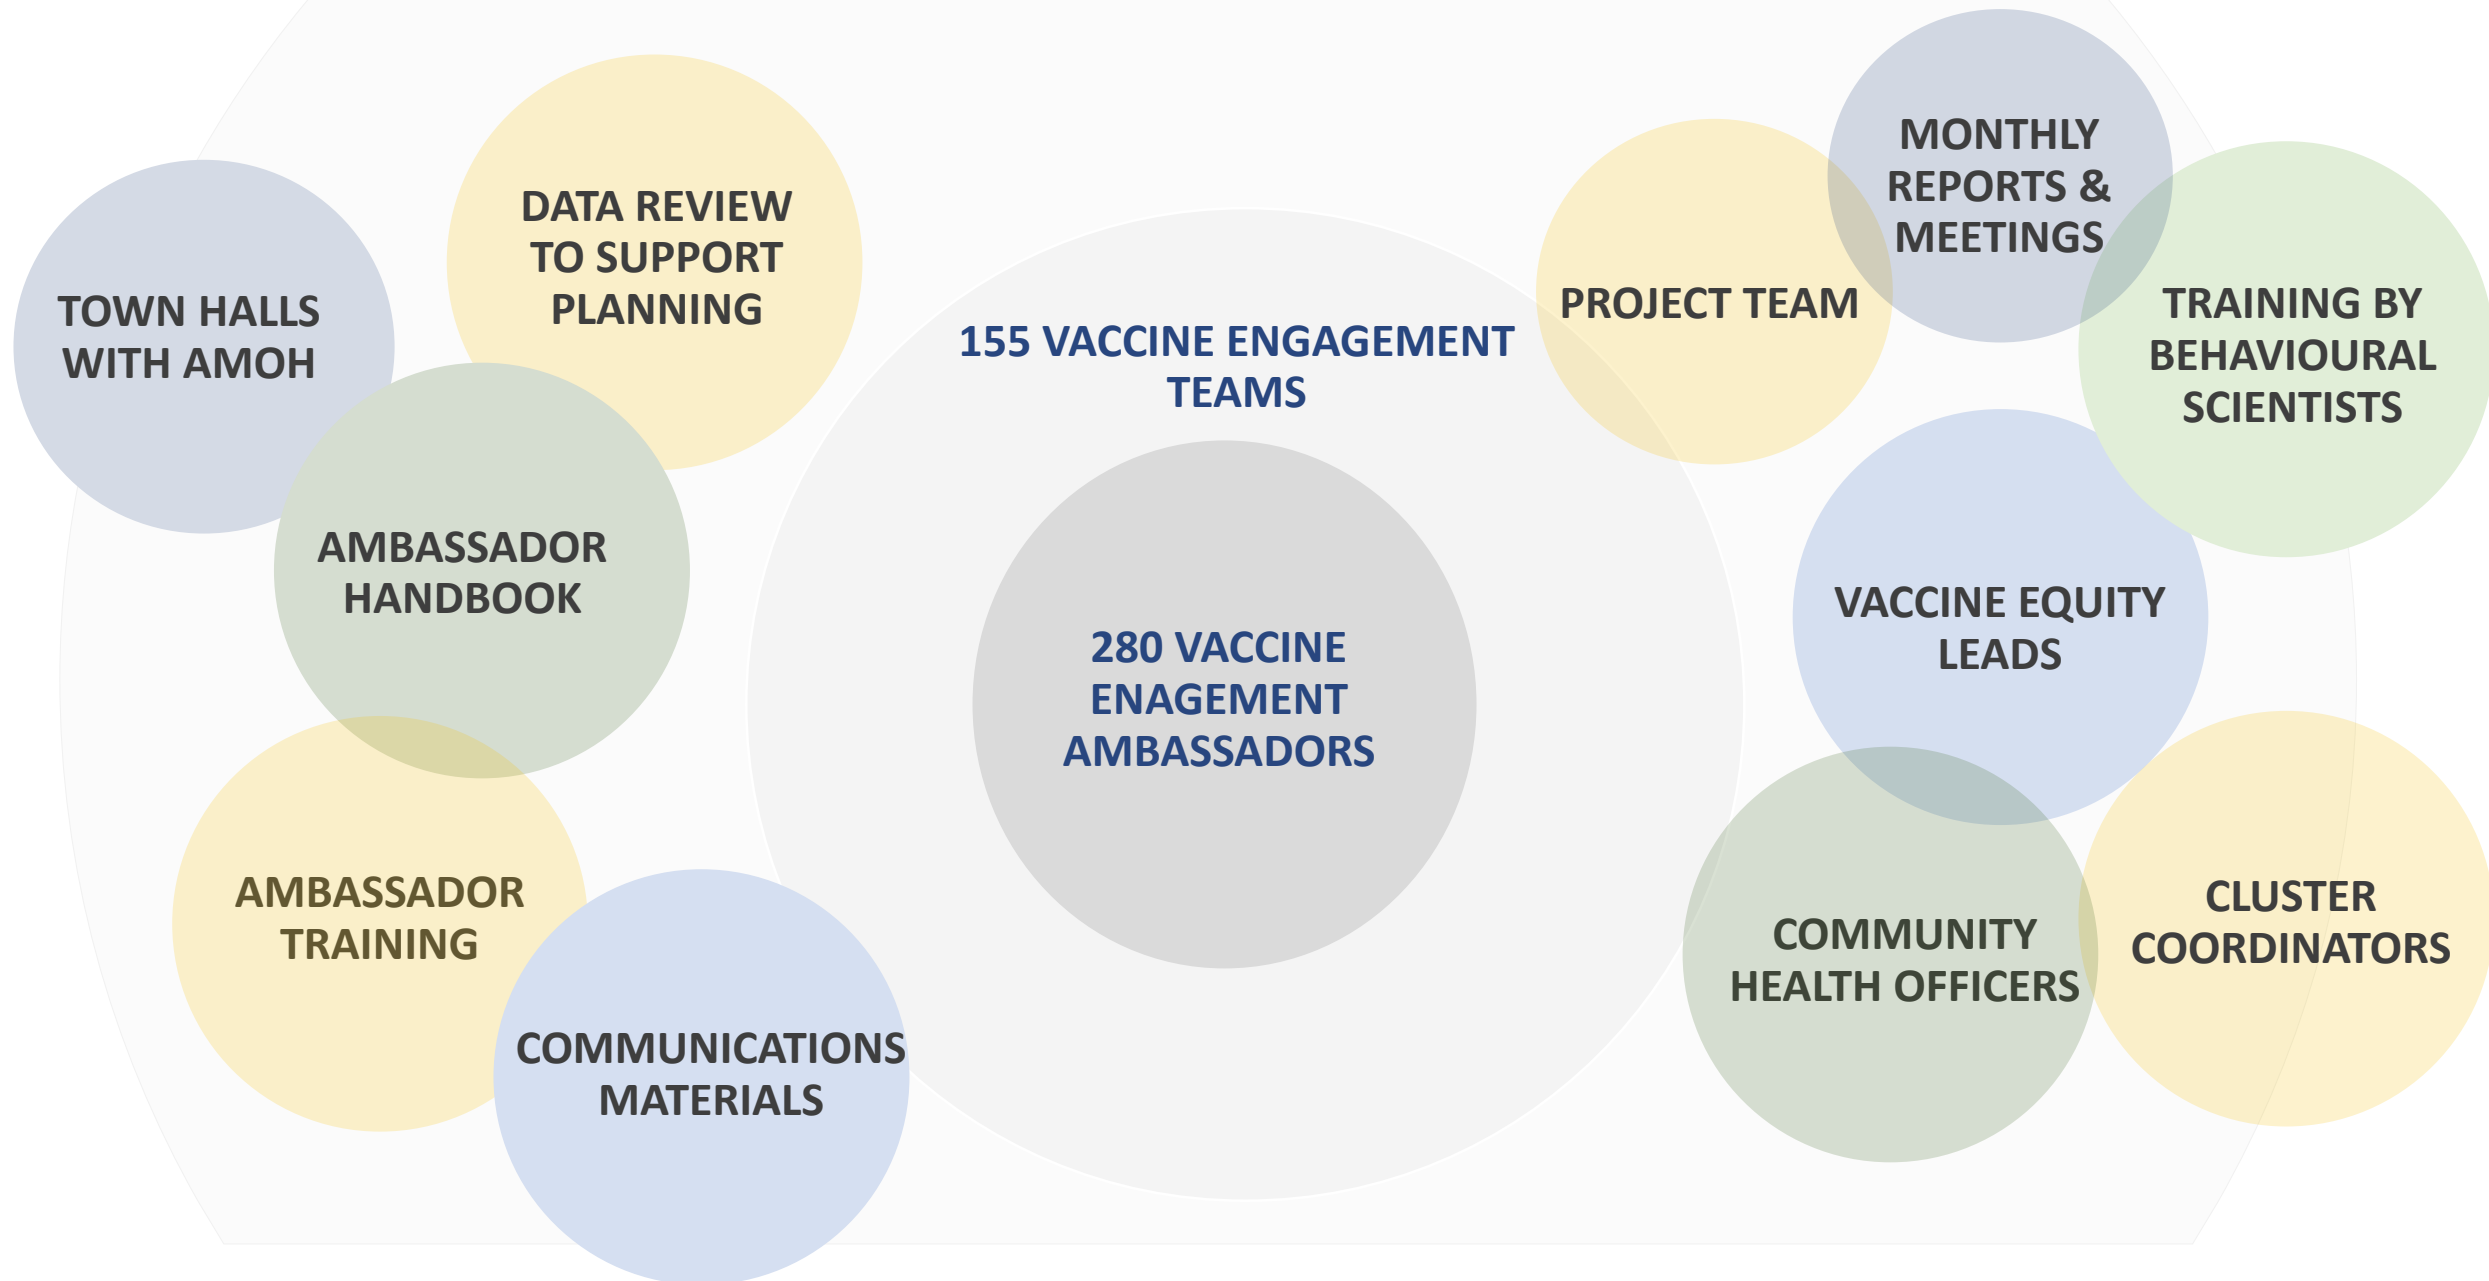 TOWN HALLS
WITH AMOH
DATA REVIEW
TO SUPPORT
PLANNING
AMBASSADOR
HANDBOOK
AMBASSADOR
TRAINING
COMMUNICATIONS
MATERIALS
155 VACCINE ENGAGEMENT
TEAMS
280 VACCINE
ENAGEMENT
AMBASSADORS
PROJECT TEAM
MONTHLY
REPORTS &
MEETINGS
TRAINING BY
BEHAVIOURAL
SCIENTISTS
VACCINE EQUITY
LEADS
COMMUNITY
HEALTH OFFICERS
CLUSTER
COORDINATORS